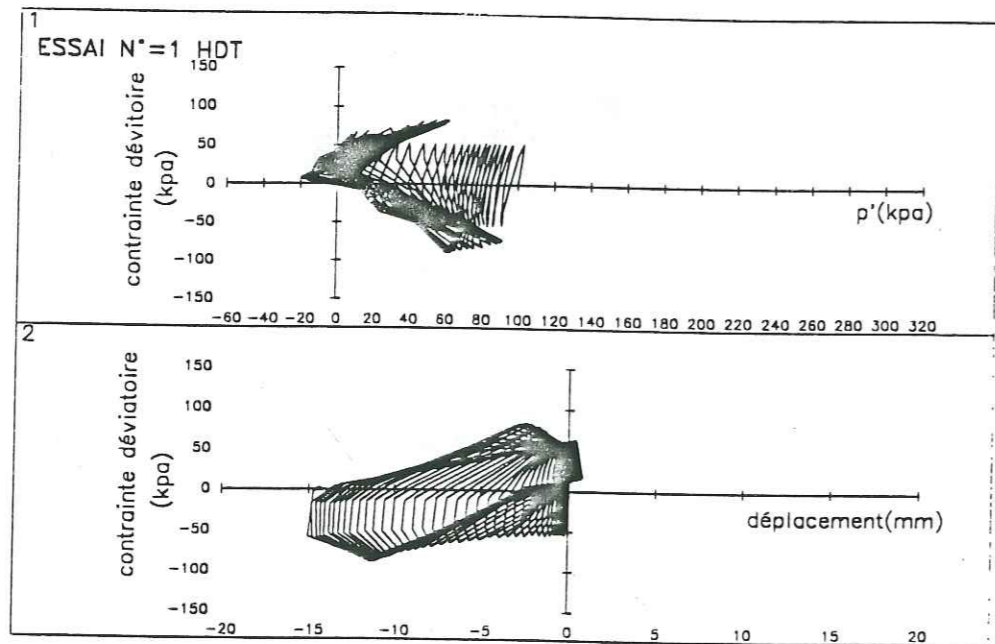 1
ESSAI N°=1 HDT
contrainte dévitoire
(kpa)
150
100
50
0
-50
-100
-150
p'(kpa)
-60 -40 -20 0 20 40 60 80 100 120 140 160 180 200 220 240 260 280 300 320
2
contrainte déviatoire
(kpa)
150
100
50
0
-50
-100
-150
déplacement(mm)
-20 -15 -10 -5 0 5 10 15 20